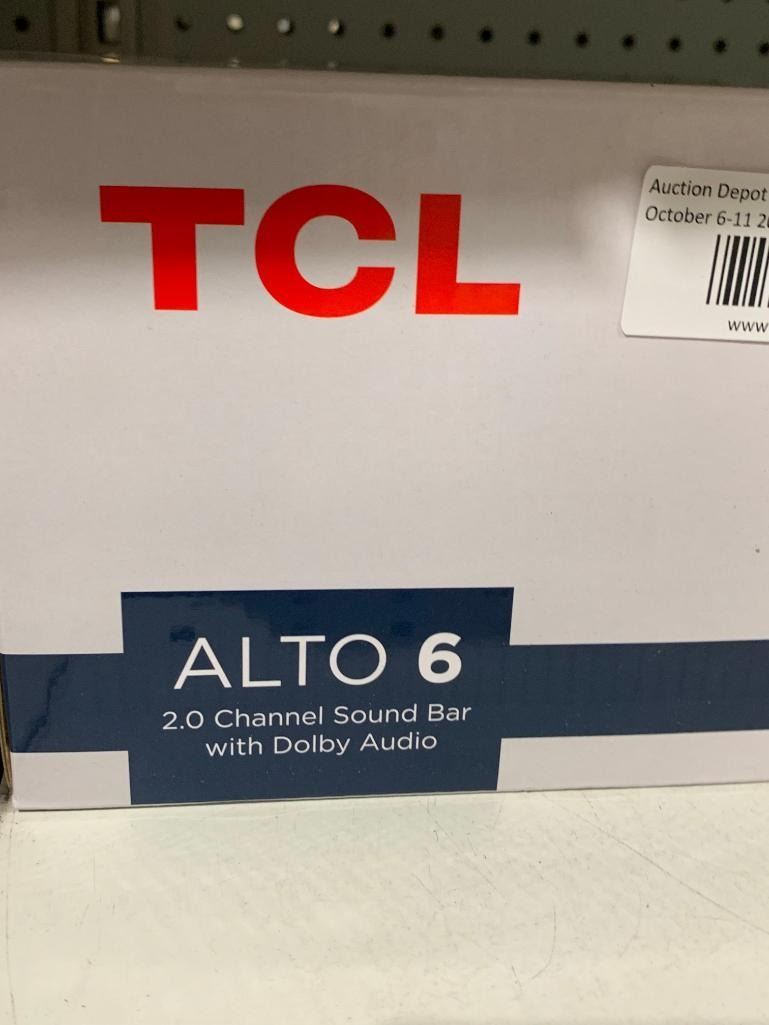 TCL
Auction Depot
October 6-11
www
ALTO 6
2.0 Channel Sound Bar
with Dolby Audio